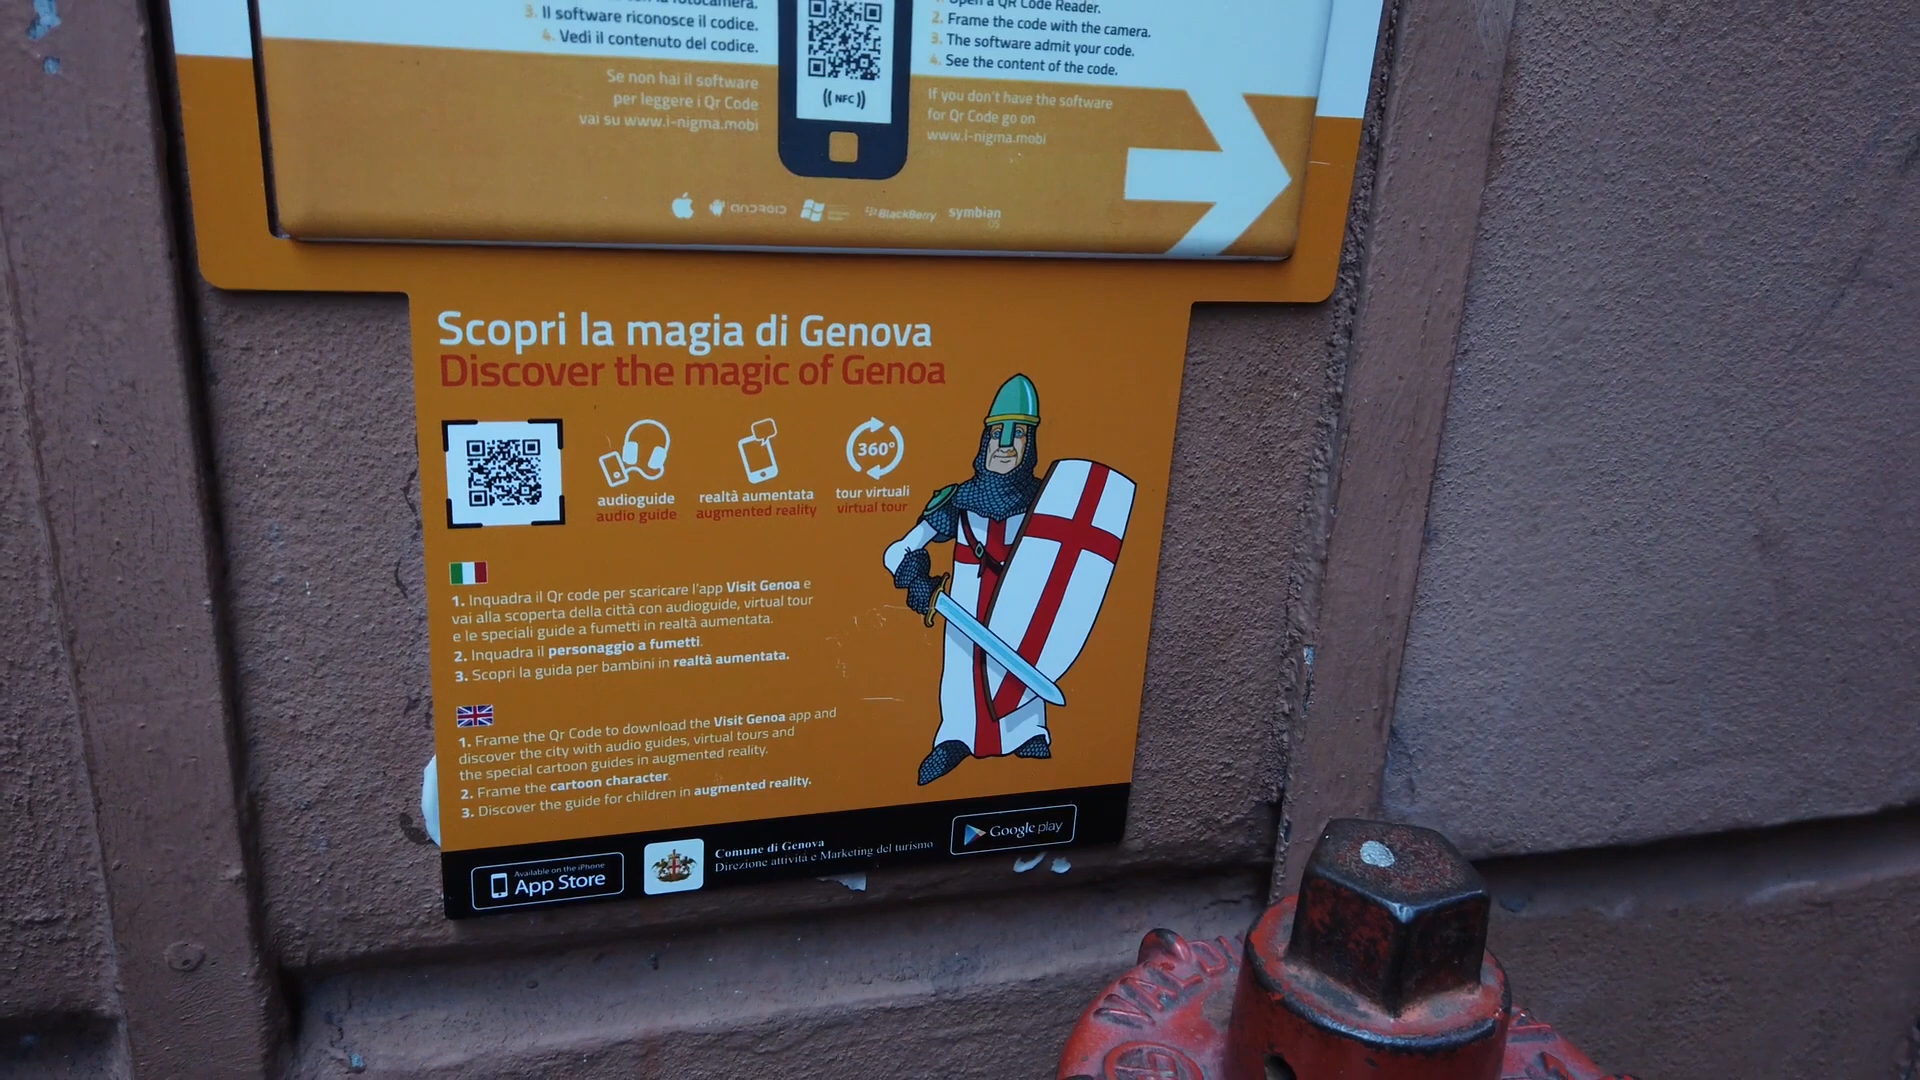 3. Il software riconosce il codice.
4. Vedi il contenuto del codice.
Se non hai il software
per leggere i Qr Code
vai su www.i-nigma.mobi
((NFC))
1. Open a QR Code Reader.
2. Frame the code with the camera.
3. The software admit your code.
4. See the content of the code.
If you don't have the software
for Qr Code go on
www.i-nigma.mobi
android
BlackBerry
symbian
OS
Scopri la magia di Genova
Discover the magic of Genoa
audioguide
audio guide
realtà aumentata
augmented reality
360°
tour virtuali
virtual tour
1. Inquadra il Qr code per scaricare l'app Visit Genoa e
vai alla scoperta della città con audioguide, virtual tour
e le speciali guide a fumetti in realtà aumentata.
2. Inquadra il personaggio a fumetti.
3. Scopri la guida per bambini in realtà aumentata.
1. Frame the Qr Code to download the Visit Genoa app and
discover the city with audio guides, virtual tours and
the special cartoon guides in augmented reality.
2. Frame the cartoon character.
3. Discover the guide for children in augmented reality.
Available on the iPhone
App Store
Comune di Genova
Direzione attività e Marketing del turismo
Google play